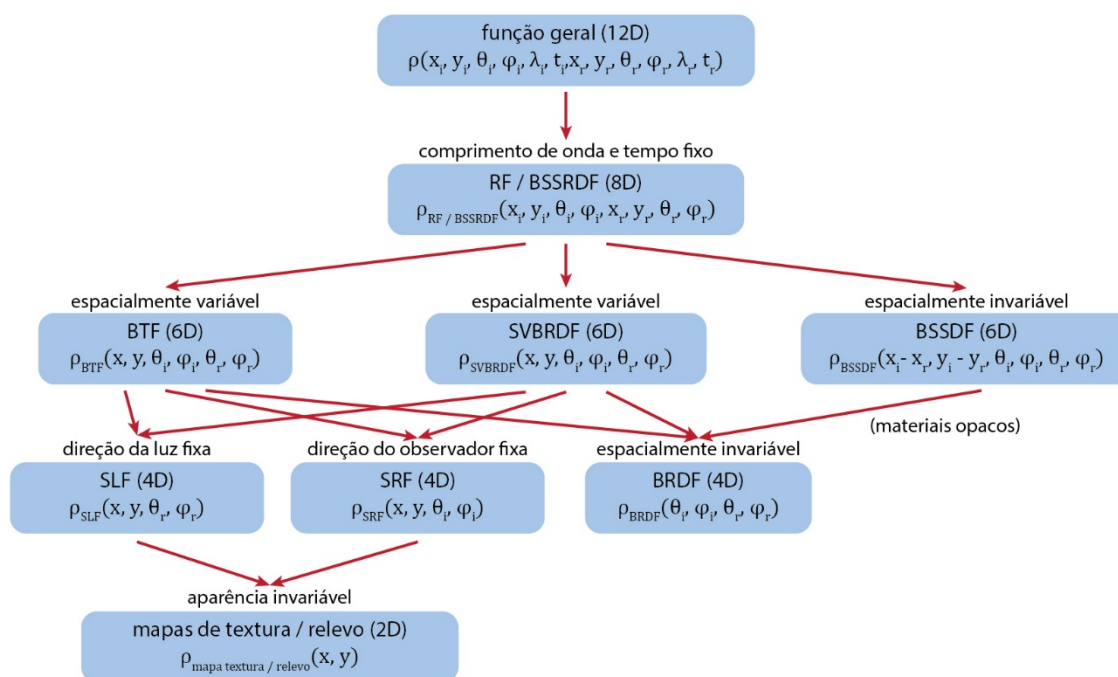 função geral (12D)
ρ(xᵢ, yᵢ, θᵢ, φᵢ, λᵢ, tᵢ,xᵣ, yᵣ, θᵣ, φᵣ, λᵣ, tᵣ)
comprimento de onda e tempo fixo
RF / BSSRDF (8D)
ρRF / BSSRDF(xᵢ, yᵢ, θᵢ, φᵢ, xᵣ, yᵣ, θᵣ, φᵣ)
espacialmente variável
BTF (6D)
ρBTF(x, y, θᵢ, φᵢ, θᵣ, φᵣ)
espacialmente variável
SVBRDF (6D)
ρSVBRDF(x, y, θᵢ, φᵢ, θᵣ, φᵣ)
espacialmente invariável
BSSDF (6D)
ρBSSDF(xᵢ- xᵣ, yᵢ - yᵣ, θᵢ, φᵢ, θᵣ, φᵣ)
(materiais opacos)
direção da luz fixa
SLF (4D)
ρSLF(x, y, θᵣ, φᵣ)
direção do observador fixa
SRF (4D)
ρSRF(x, y, θᵢ, φᵢ)
espacialmente invariável
BRDF (4D)
ρBRDF(θᵢ, φᵢ, θᵣ, φᵣ)
aparência invariável
mapas de textura / relevo (2D)
ρmapa textura / relevo(x, y)